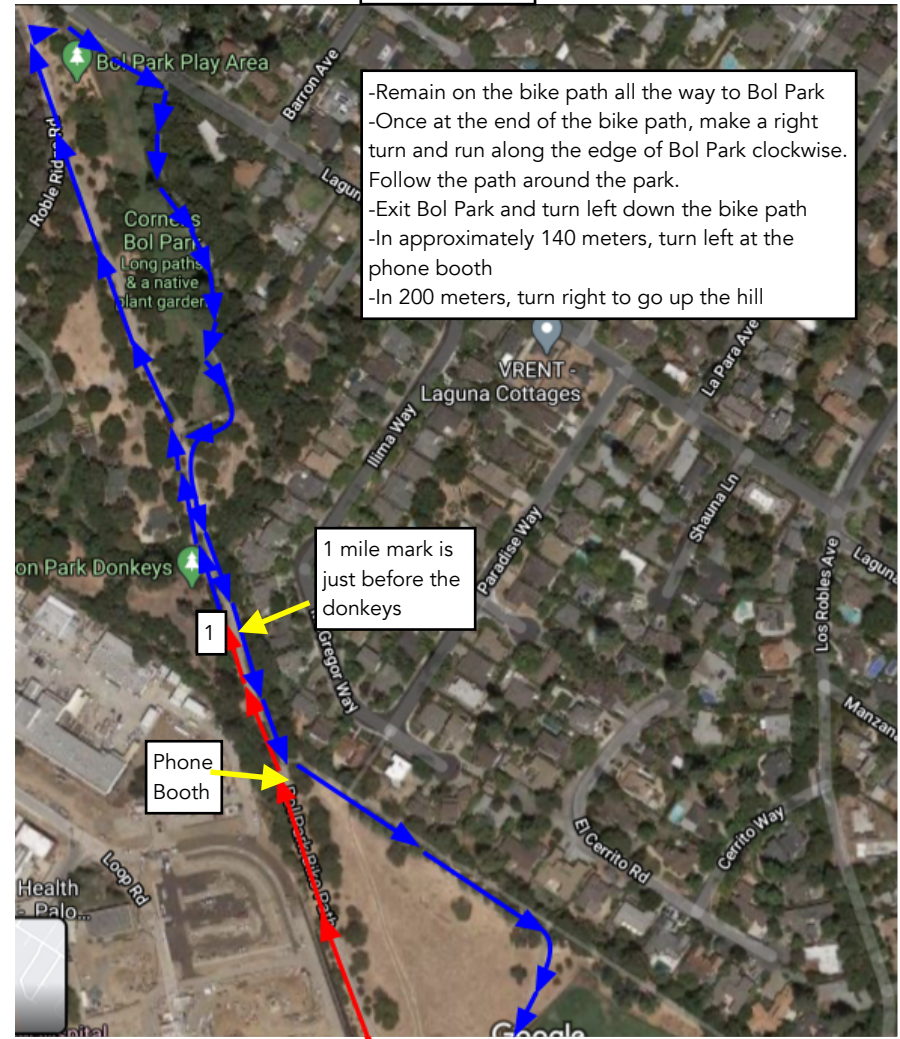 Bol Park Play Area
Barron Ave
-Remain on the bike path all the way to Bol Park
-Once at the end of the bike path, make a right
turn and run along the edge of Bol Park clockwise.
Follow the path around the park.
-Exit Bol Park and turn left down the bike path
-In approximately 140 meters, turn left at the
phone booth
-In 200 meters, turn right to go up the hill
Roble Ridge Rd
Lagun
Bol Park
Long paths
& a native
plant garden
VRENT -
Laguna Cottages
La Para Ave
Ilima Way
Paradise Way
Shauna Ln
Los Robles Ave
Laguna
on Park Donkeys
1 mile mark is
just before the
donkeys
1
Gregor Way
Manzana
Phone
Booth
Bol Park Bike Path
El Cerrito Rd
Cerrito Way
Loop Rd
Health
- Palo...
spital
Google